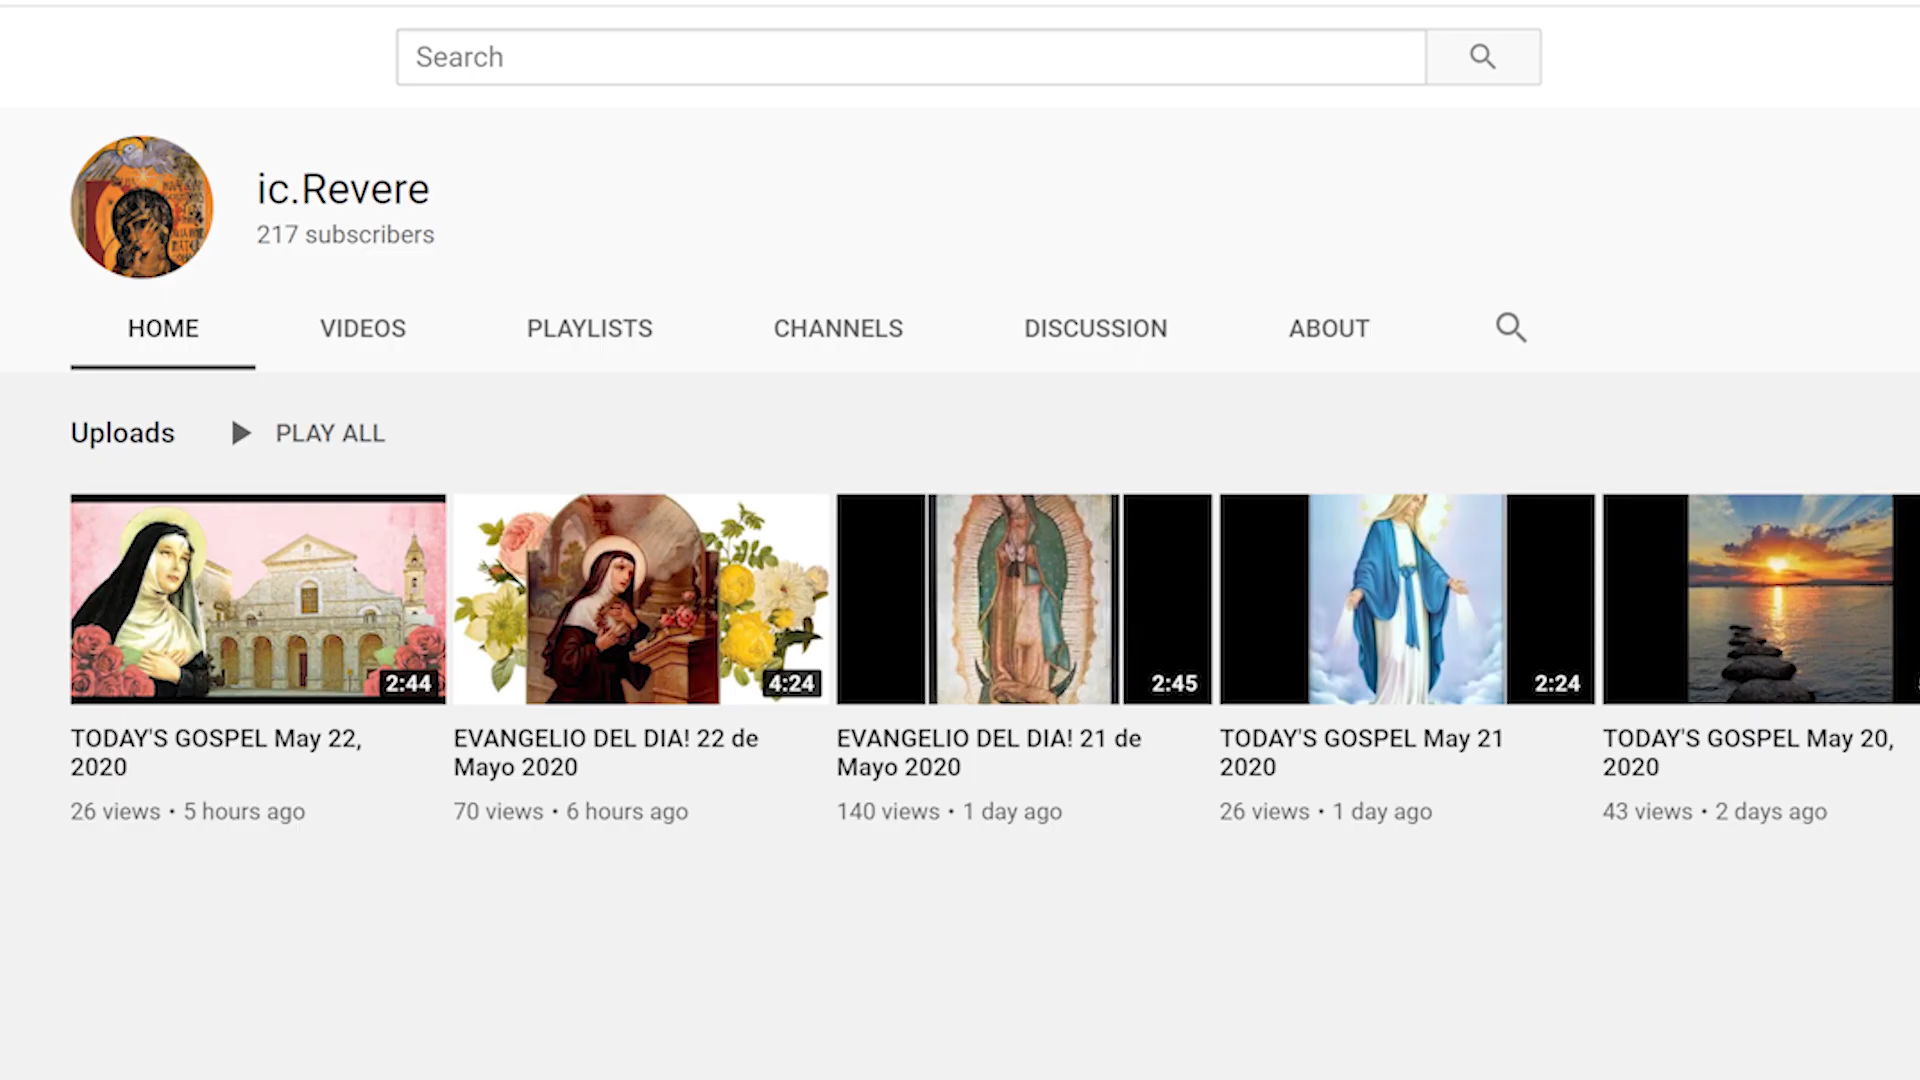 Search
ic.Revere
217 subscribers
HOME VIDEOS PLAYLISTS CHANNELS DISCUSSION ABOUT
Uploads PLAY ALL
2:44
4:24
2:45
2:24
TODAY'S GOSPEL May 22,
2020
26 views • 5 hours ago
EVANGELIO DEL DIA! 22 de
Mayo 2020
70 views • 6 hours ago
EVANGELIO DEL DIA! 21 de
Mayo 2020
140 views • 1 day ago
TODAY'S GOSPEL May 21
2020
26 views • 1 day ago
TODAY'S GOSPEL May 20,
2020
43 views • 2 days ago